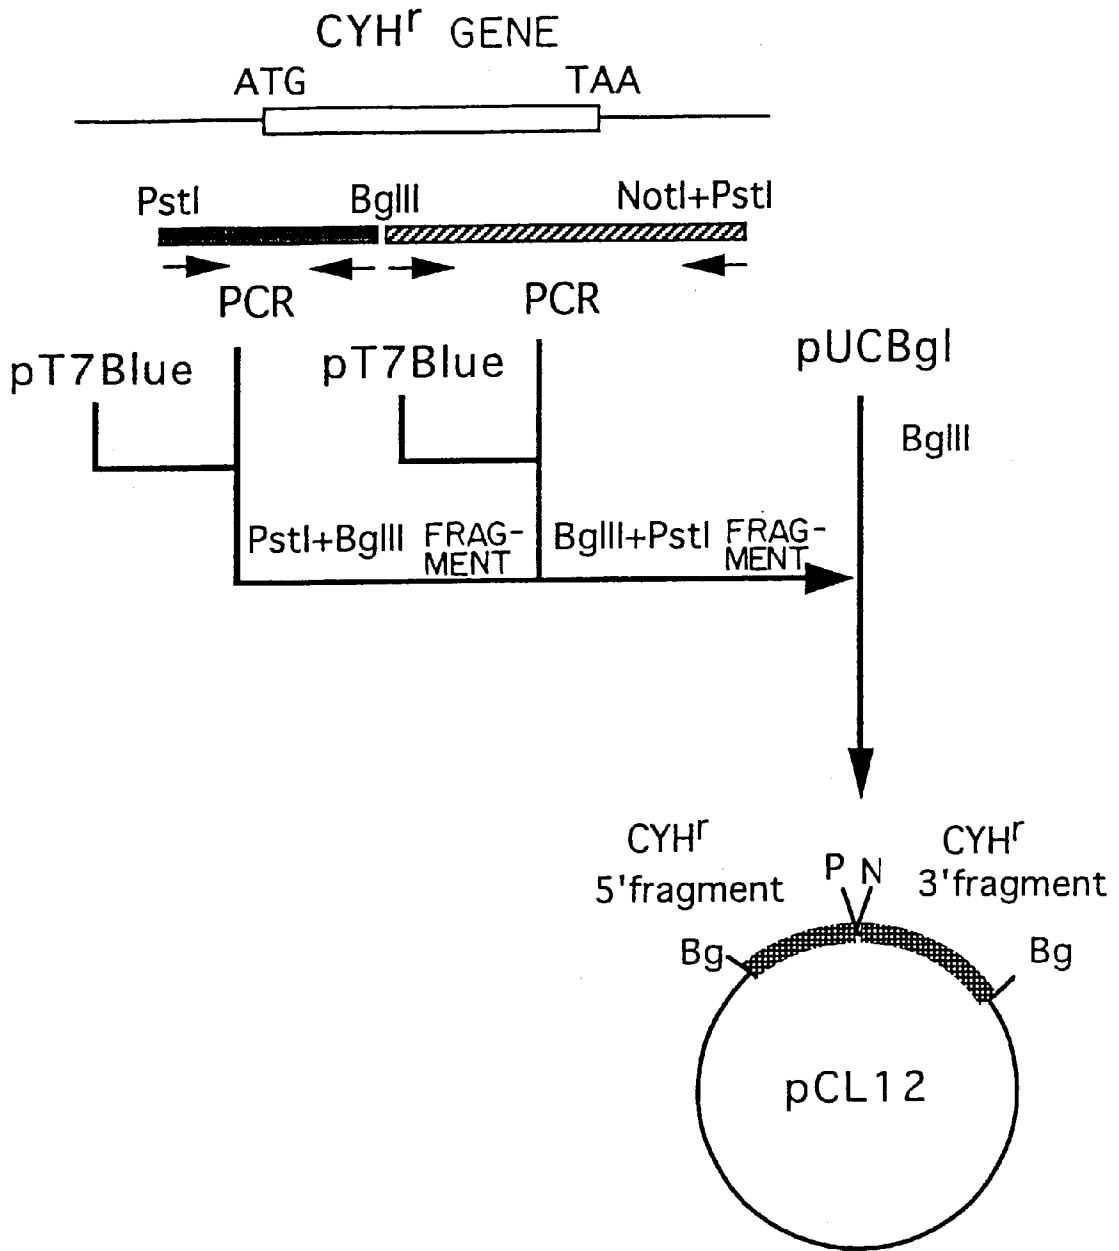 CYHr GENE
ATG TAA
PstI BglII NotI+PstI
PCR PCR
pT7Blue pT7Blue pUCBgl
BglII
PstI+BglII FRAG-
MENT
BglII+PstI FRAG-
MENT
CYHr
5'fragment
P N
CYHr
3'fragment
Bg Bg
pCL12